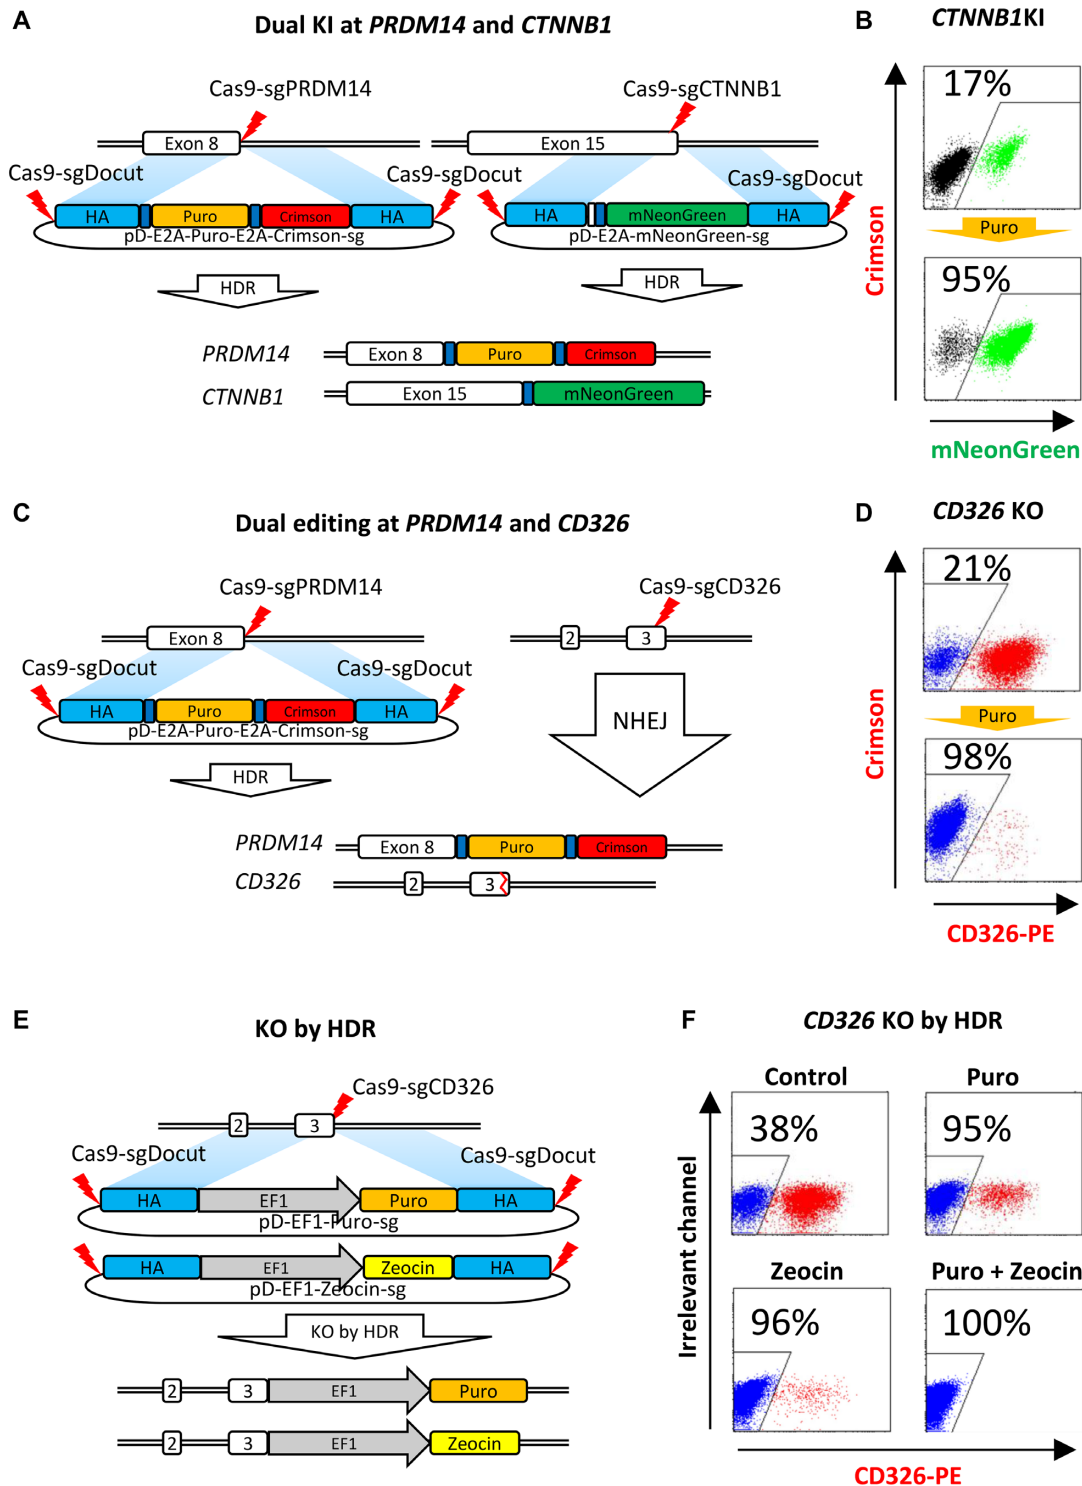 A
Dual KI at PRDM14 and CTNNB1
Cas9-sgPRDM14
Cas9-sgCTNNB1
Exon 8
Exon 15
Cas9-sgDocut
Cas9-sgDocut
Cas9-sgDocut
HA
Puro
Crimson
HA
HA
mNeonGreen
HA
pD-E2A-Puro-E2A-Crimson-sg
pD-E2A-mNeonGreen-sg
HDR
HDR
PRDM14
Exon 8
Puro
Crimson
CTNNB1
Exon 15
mNeonGreen
B
CTNNB1KI
17%
Puro
95%
Crimson
mNeonGreen
C
Dual editing at PRDM14 and CD326
Cas9-sgPRDM14
Cas9-sgCD326
Exon 8
2
3
Cas9-sgDocut
Cas9-sgDocut
HA
Puro
Crimson
HA
pD-E2A-Puro-E2A-Crimson-sg
NHEJ
HDR
PRDM14
Exon 8
Puro
Crimson
CD326
2
3
D
CD326 KO
21%
Puro
98%
Crimson
CD326-PE
E
KO by HDR
Cas9-sgCD326
2
3
Cas9-sgDocut
Cas9-sgDocut
HA
EF1
Puro
HA
pD-EF1-Puro-sg
HA
EF1
Zeocin
HA
pD-EF1-Zeocin-sg
KO by HDR
2
3
EF1
Puro
2
3
EF1
Zeocin
F
CD326 KO by HDR
Control
Puro
38%
95%
Zeocin
Puro + Zeocin
96%
100%
Irrelevant channel
CD326-PE